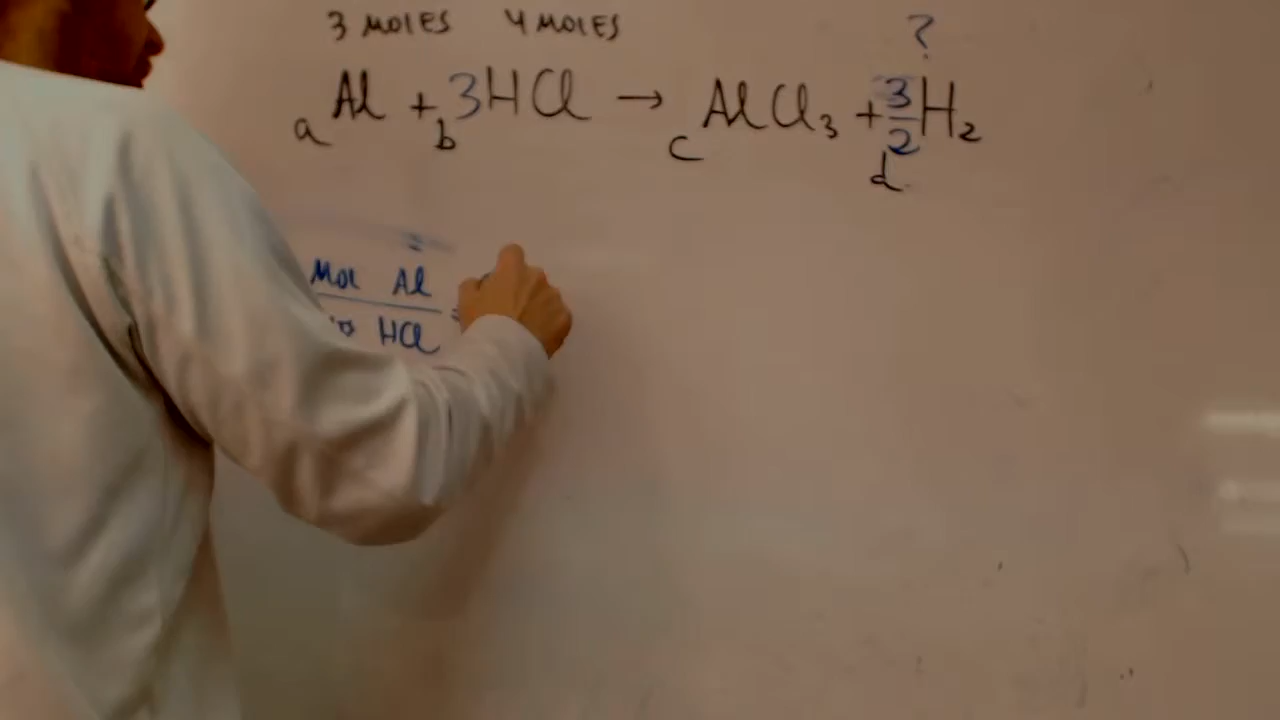 3 MOLES 4 MOLES ?
Al + 3HCl → AlCl₃ + 3/2 H₂
a b c d
=
Mol Al
HCl =